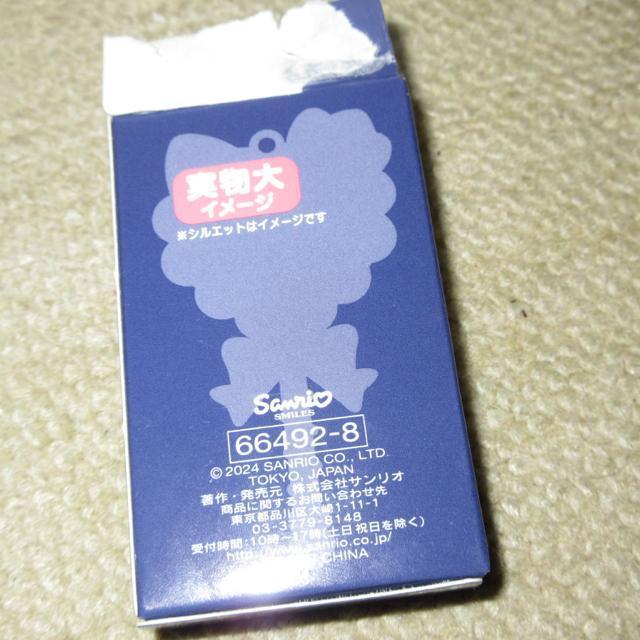 実物大
イメージ
※シルエットはイメージです
Sanrio
SMILES
66492-8
© 2024 SANRIO CO., LTD.
TOKYO, JAPAN
著作・発売元 株式会社サンリオ
商品に関するお問い合わせ先
東京都品川区大崎1-11-1
03-3779-8148
受付時間:10時~17時(土日祝日を除く)
sanrio.co.jp/
CHINA